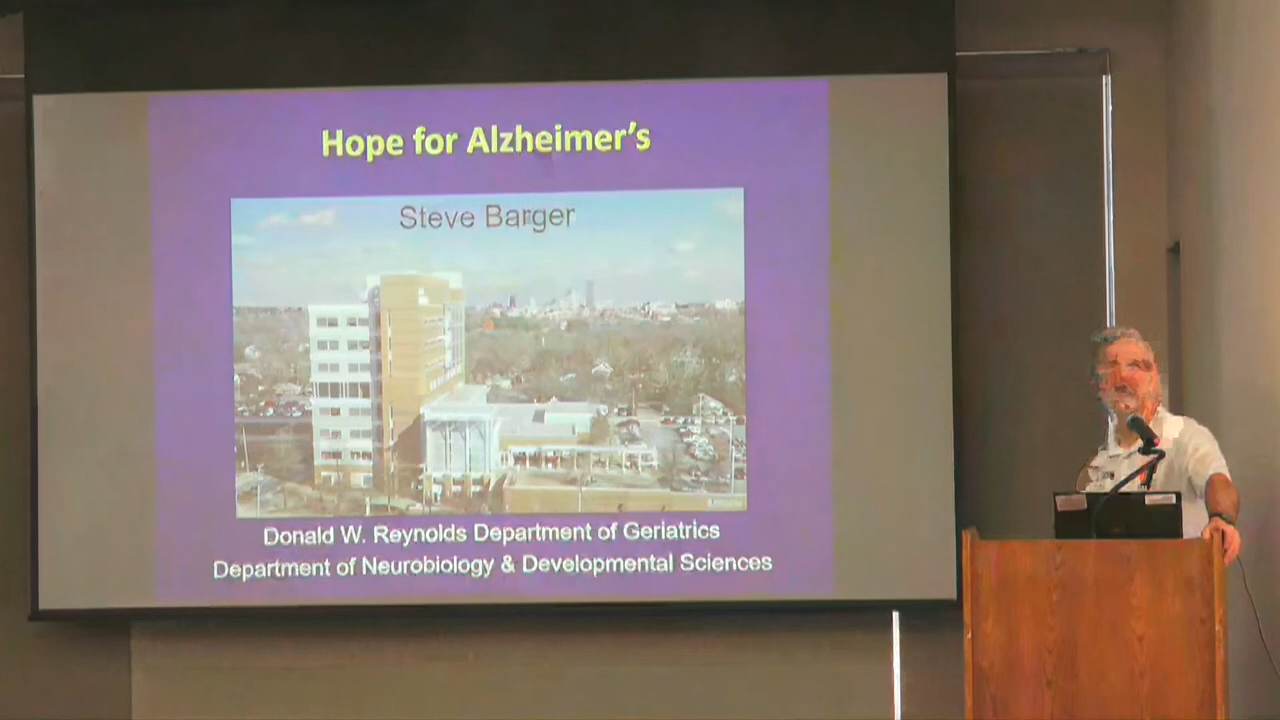 Hope for Alzheimer's
Steve Barger
Donald W. Reynolds Department of Geriatrics
Department of Neurobiology & Developmental Sciences